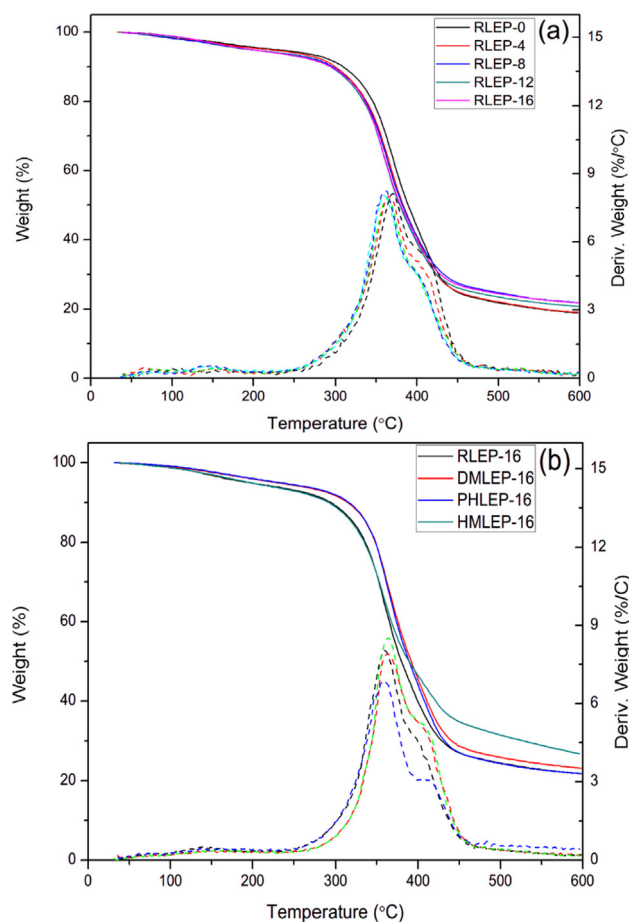 (a)
RLEP-0
RLEP-4
RLEP-8
RLEP-12
RLEP-16
Weight (%)
100
80
60
40
20
0
15
12
9
6
3
0
Deriv. Weight (%/°C)
0 100 200 300 400 500 600
Temperature (°C)
(b)
RLEP-16
DMLEP-16
PHLEP-16
HMLEP-16
Weight (%)
100
80
60
40
20
0
15
12
9
6
3
0
Deriv. Weight (%/C)
0 100 200 300 400 500 600
Temperature (°C)